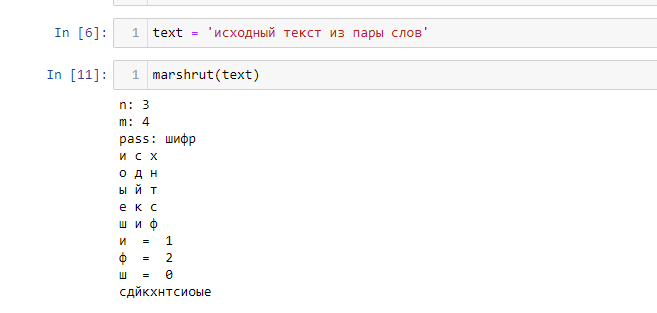 In [6]: 1 text = 'исходный текст из пары слов'
In [11]: 1 marshrut(text)
n: 3
m: 4
pass: шифр
и с х
о д н
ы й т
е к с
ш и ф
и = 1
ф = 2
ш = 0
сдйкхнтсиоые